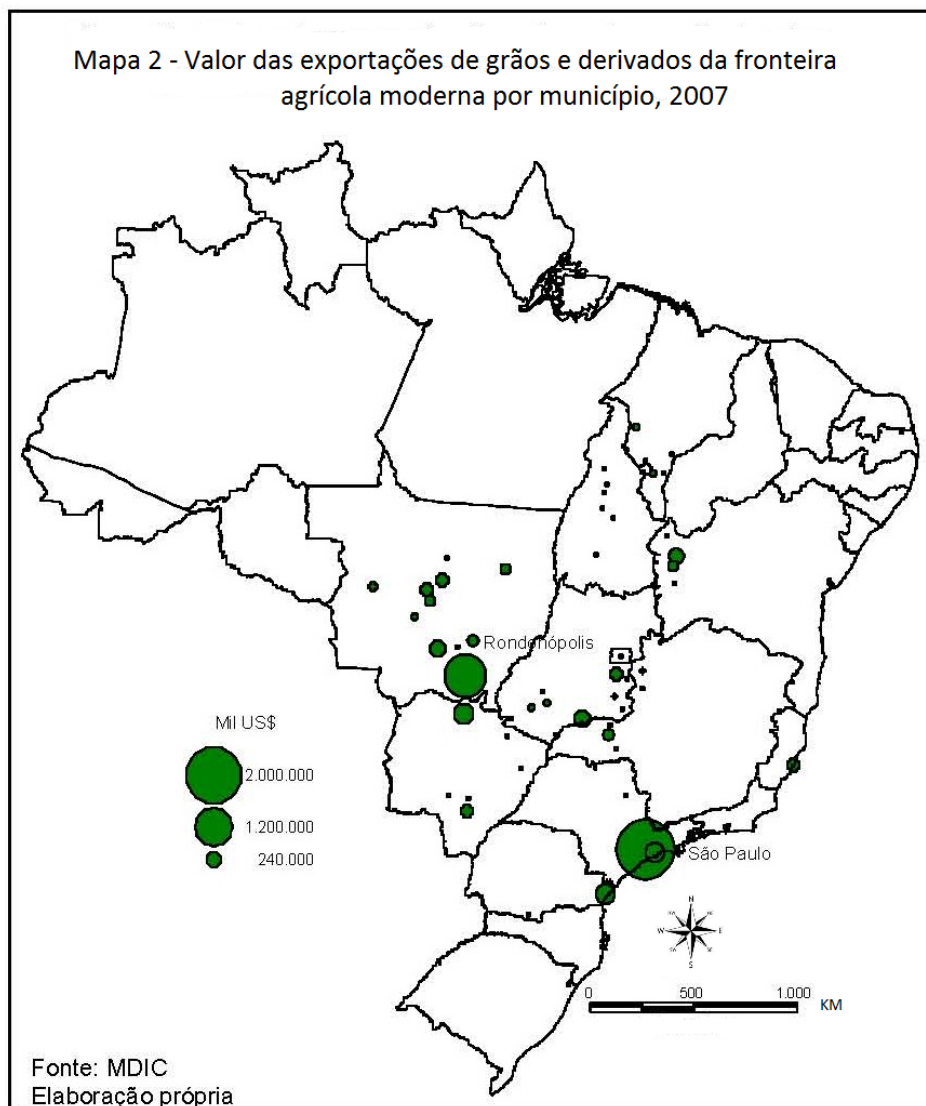 Mapa 2 - Valor das exportações de grãos e derivados da fronteira
agrícola moderna por município, 2007
Rondonópolis
Mil US$
2.000.000
1.200.000
240.000
São Paulo
N
W
E
S
0
500
1.000
KM
Fonte: MDIC
Elaboração própria